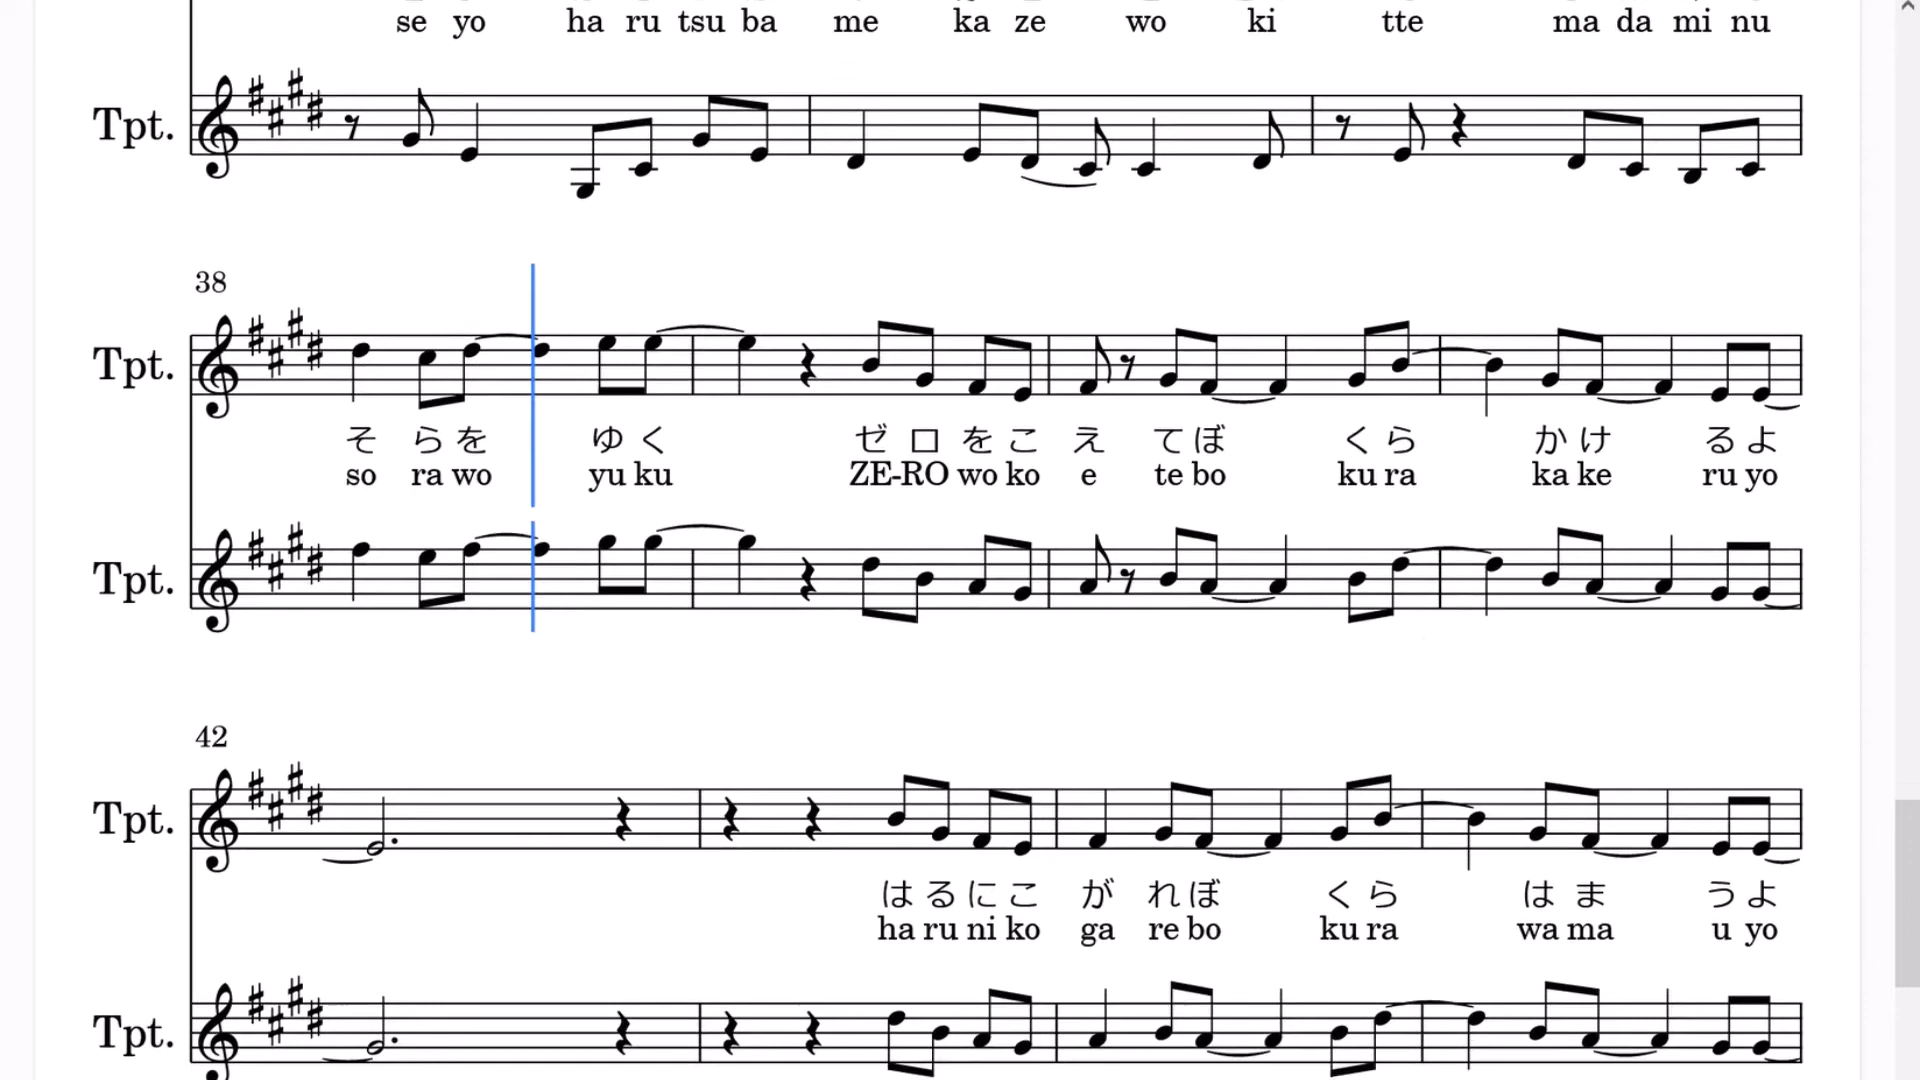 se yo ha ru tsu ba me ka ze wo ki tte ma da mi nu
Tpt.
38
Tpt.
そ ら を ゆ く ゼ ロ を こ え て ぼ く ら か け る よ
so ra wo yu ku ZE-RO wo ko e te bo ku ra ka ke ru yo
Tpt.
42
Tpt.
は る に こ が れ ぼ く ら は ま う よ
ha ru ni ko ga re bo ku ra wa ma u yo
Tpt.